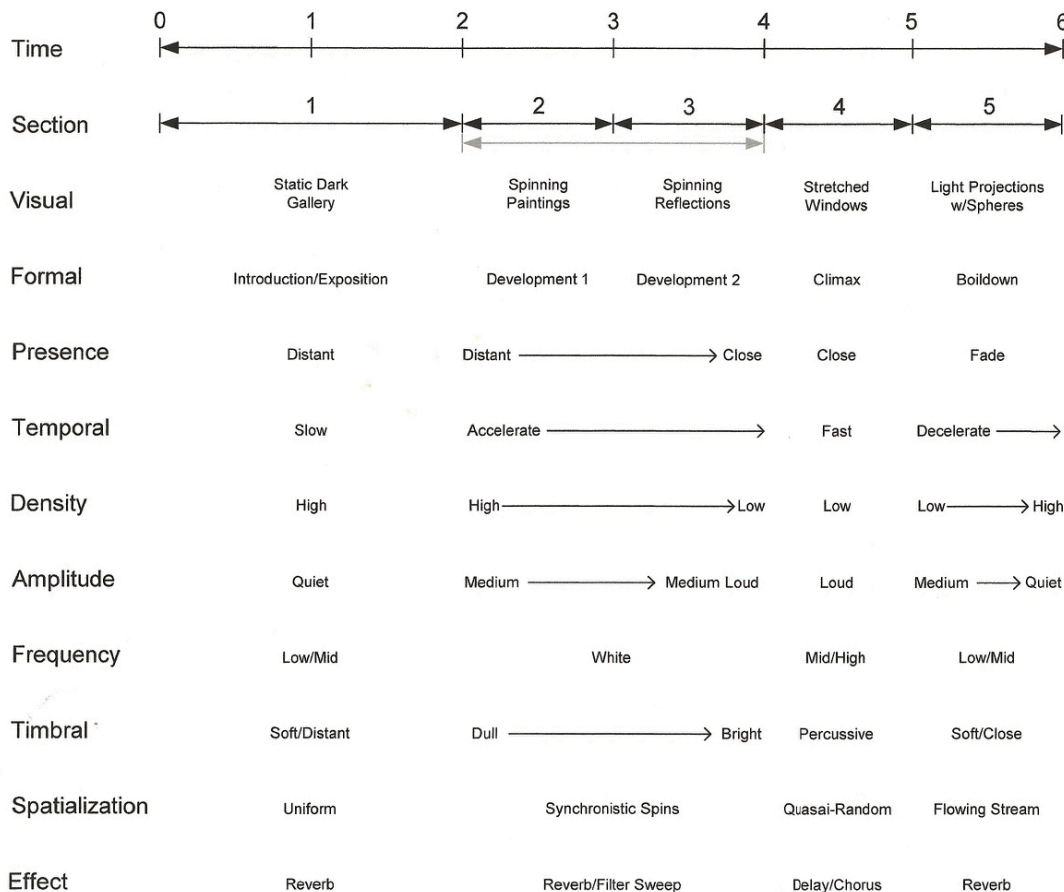 0 1 2 3 4 5 6
Time
1 2 3 4 5
Section
Visual
Static Dark
Gallery
Spinning
Paintings
Spinning
Reflections
Stretched
Windows
Light Projections
w/Spheres
Formal Introduction/Exposition Development 1 Development 2 Climax Boildown
Presence Distant Distant Close Close Fade
Temporal Slow Accelerate Fast Decelerate
Density High High Low Low Low High
Amplitude Quiet Medium Medium Loud Loud Medium Quiet
Frequency Low/Mid White Mid/High Low/Mid
Timbral Soft/Distant Dull Bright Percussive Soft/Close
Spatialization Uniform Synchronistic Spins Quasai-Random Flowing Stream
Effect Reverb Reverb/Filter Sweep Delay/Chorus Reverb